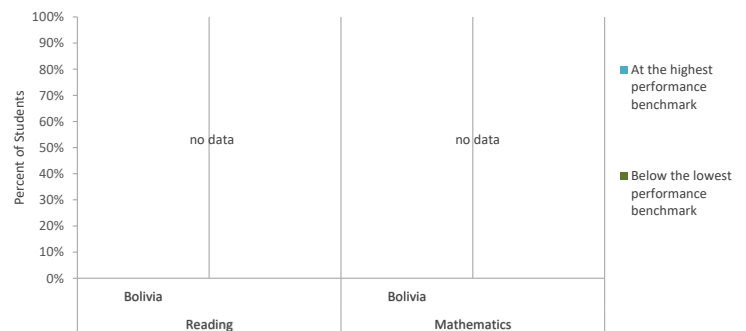 Percent of Students
100%
90%
80%
70%
60%
50%
40%
30%
20%
10%
0%
no data
no data
Bolivia
Bolivia
Reading
Mathematics
At the highest
performance
benchmark
Below the lowest
performance
benchmark